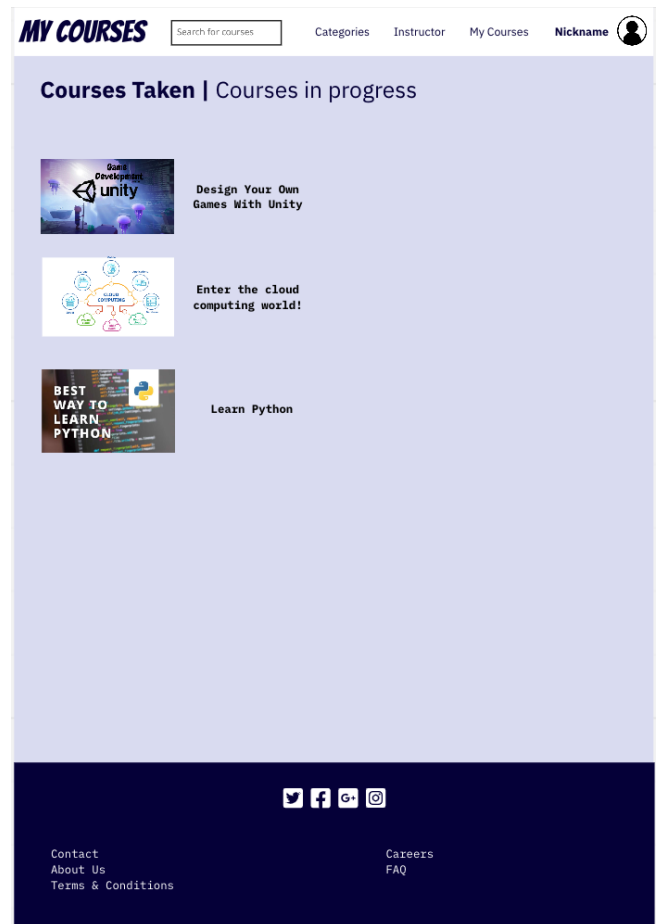 MY COURSES
Search for courses
Categories
Instructor
My Courses
Nickname
Courses Taken | Courses in progress
Game
Development
unity
Design Your Own
Games With Unity
CLOUD
COMPUTING
Enter the cloud
computing world!
BEST
WAY TO
LEARN
PYTHON
Learn Python
G+
Contact
About Us
Terms & Conditions
Careers
FAQ